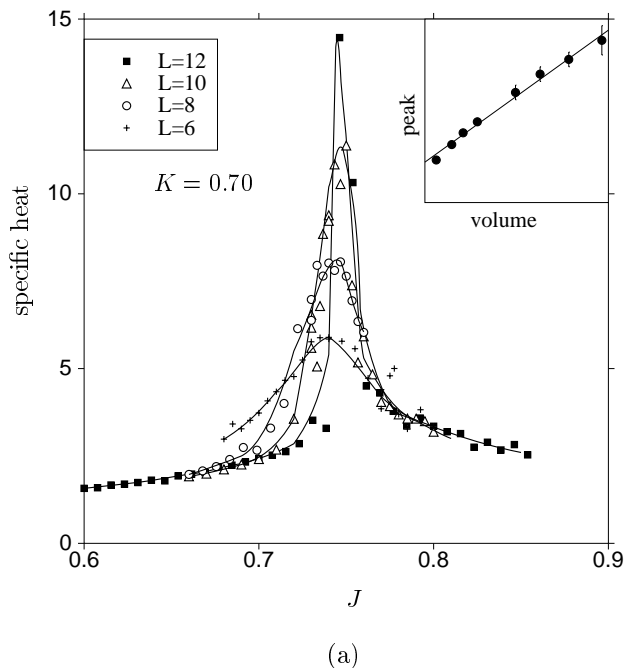 15
10
5
0
specific heat
L=12
L=10
L=8
L=6
K = 0.70
peak
volume
0.6 0.7 0.8 0.9
J
(a)